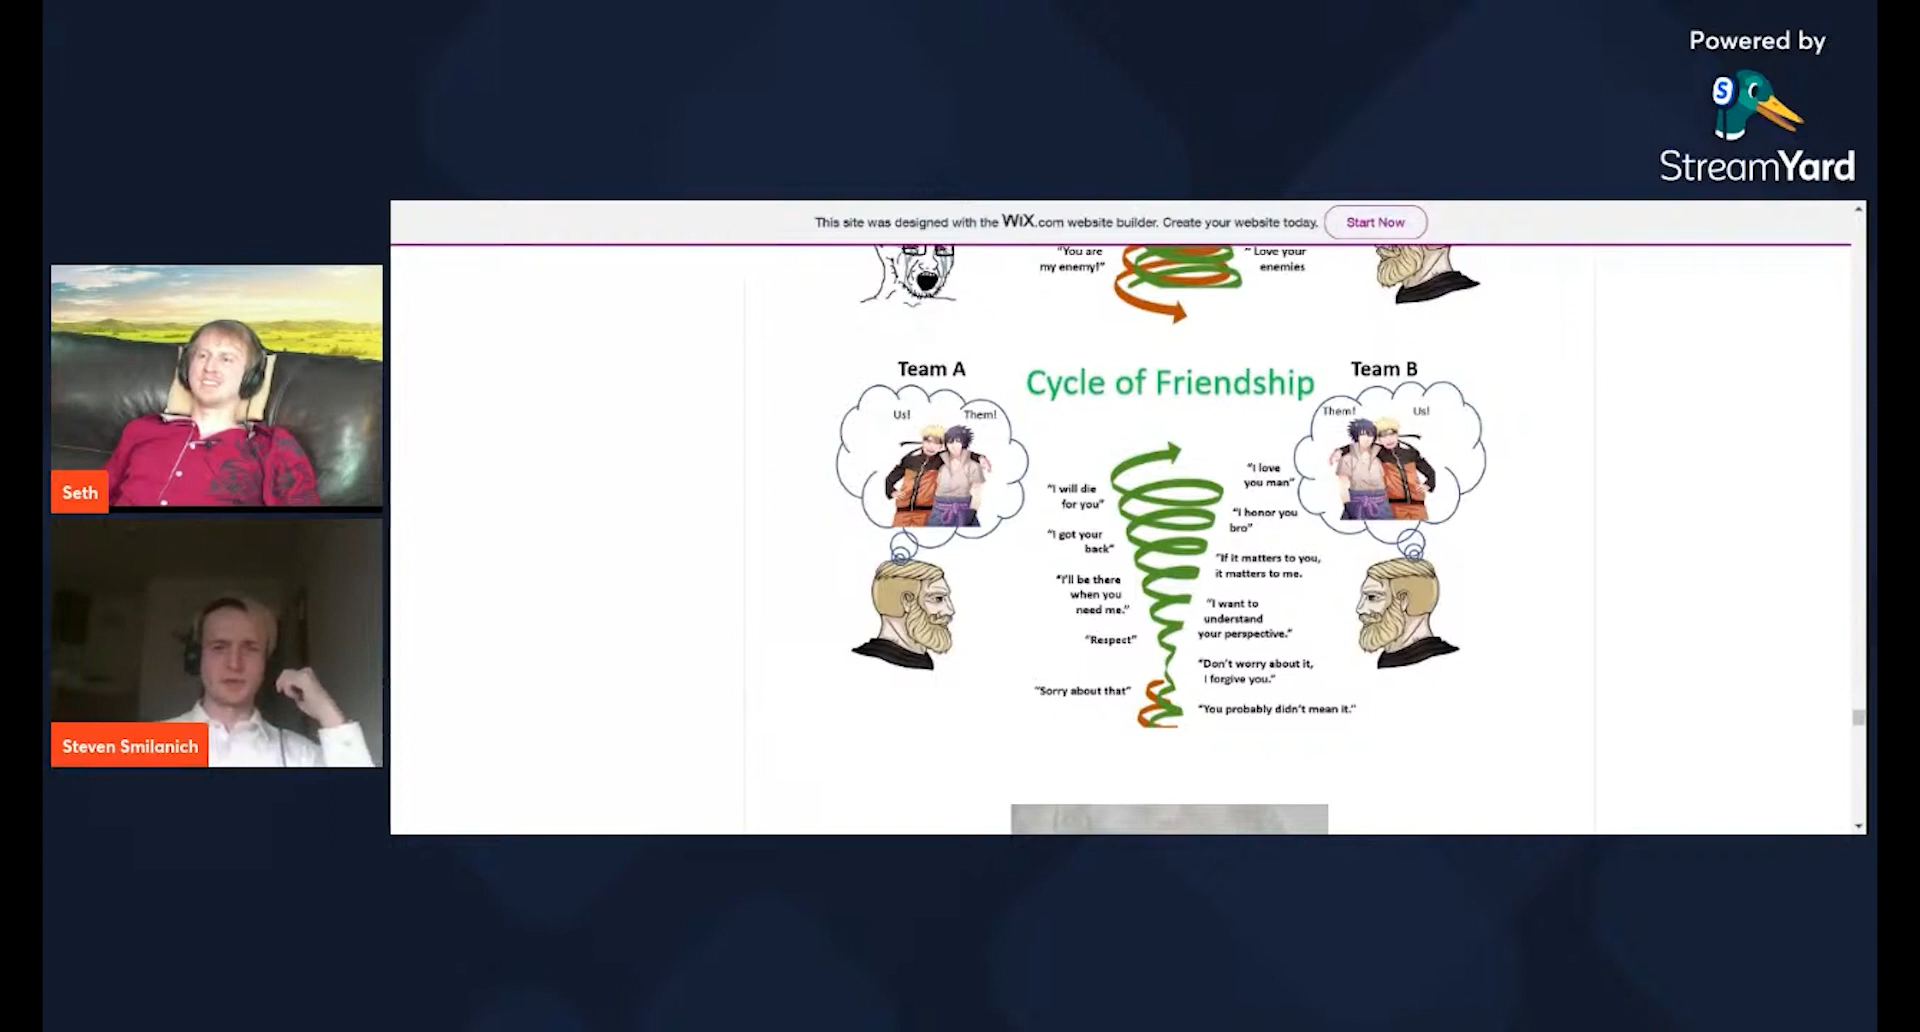 Powered by
S
StreamYard
This site was designed with the WiX.com website builder. Create your website today.
Start Now
"You are
my enemy!"
" Love your
enemies
Team A
Cycle of Friendship
Team B
Us!
Them!
Them!
Us!
"I love
you man"
"I will die
for you"
"I honor you
bro"
"I got your
back"
"If it matters to you,
it matters to me.
"I'll be there
when you
need me."
"I want to
understand
your perspective."
"Respect"
"Don't worry about it,
I forgive you."
"Sorry about that"
"You probably didn't mean it."
Seth
Steven Smilanich